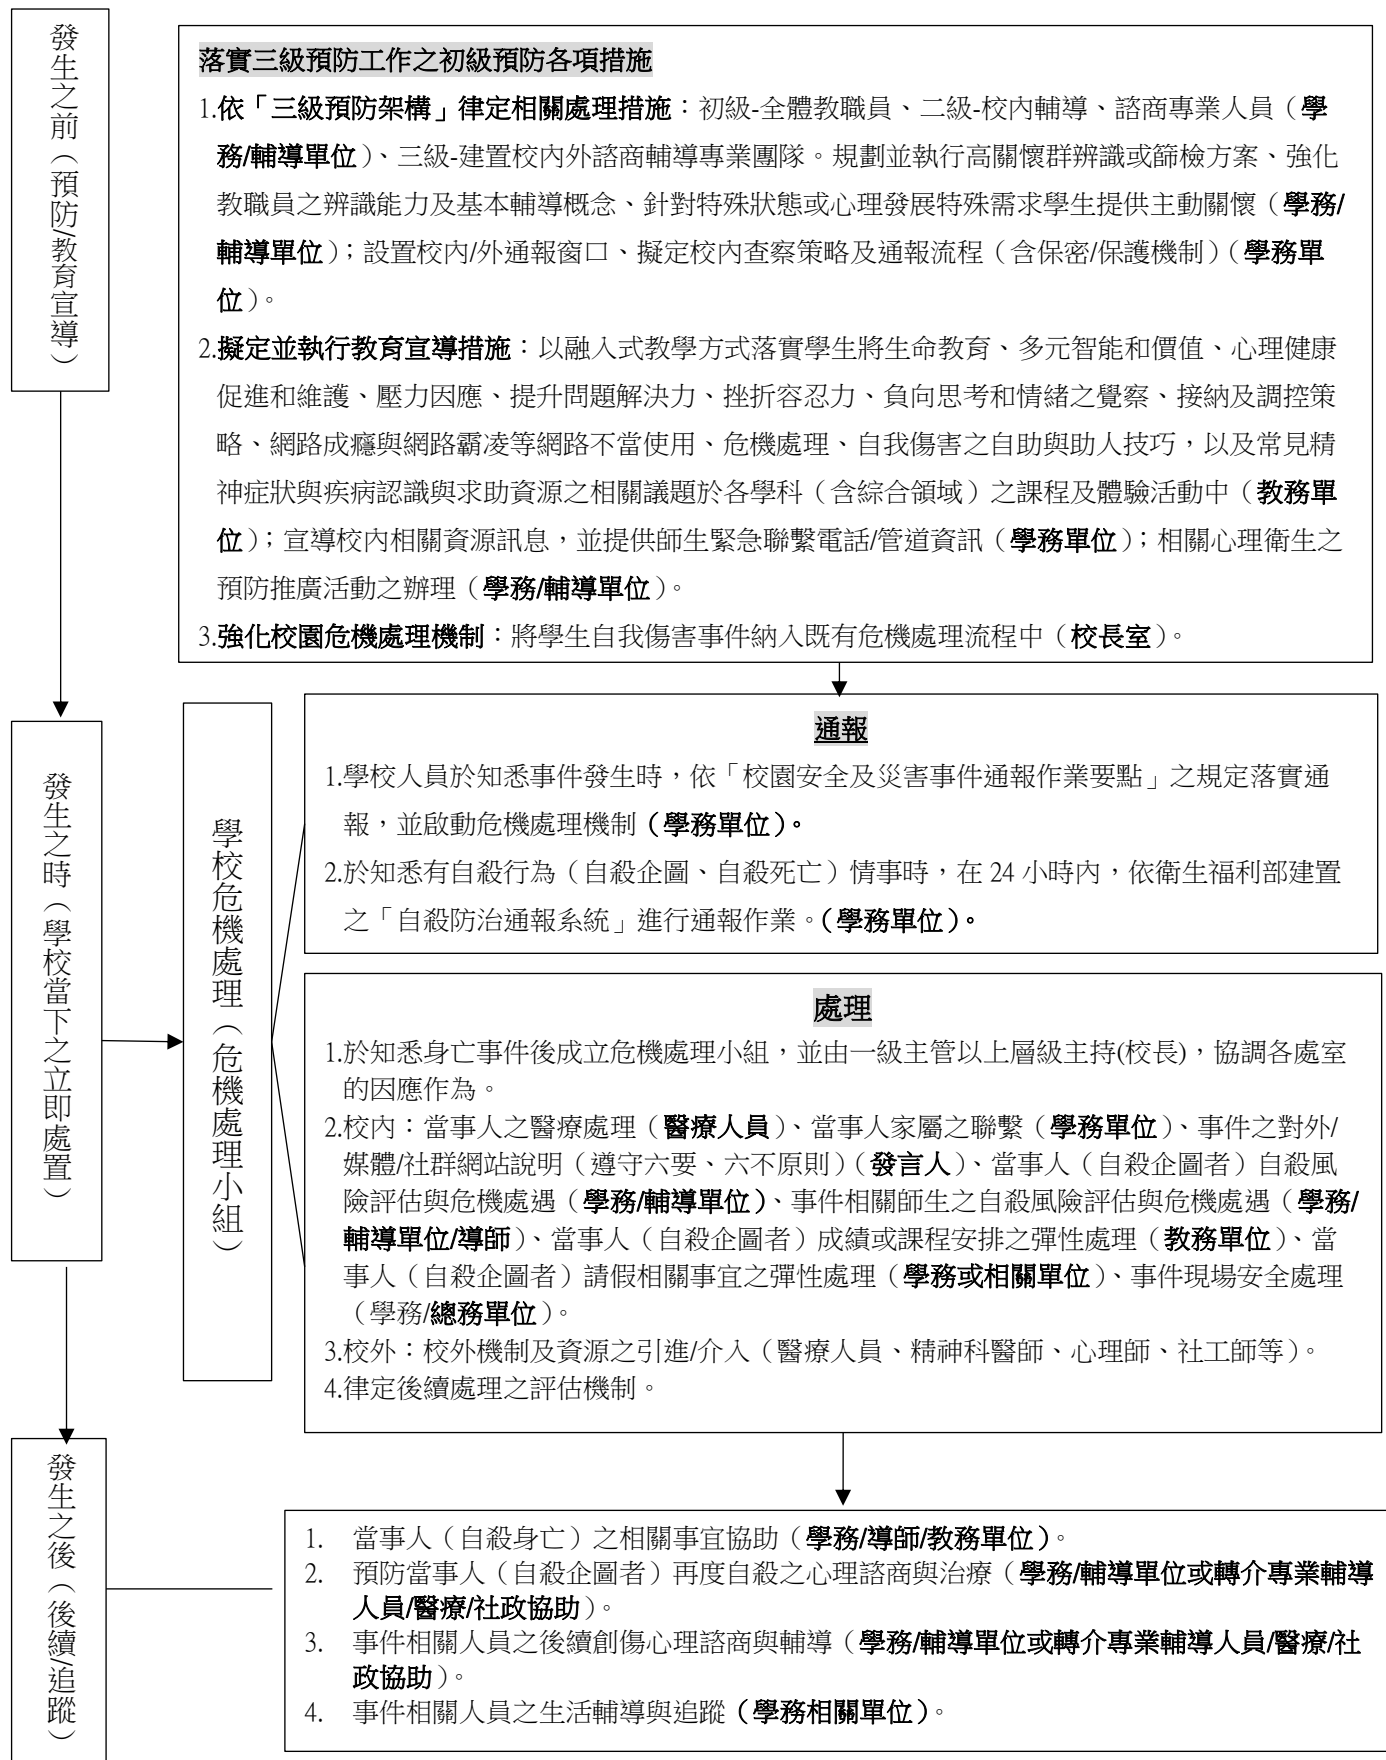 發生之前（預防/教育宣導）
落實三級預防工作之初級預防各項措施
1.依「三級預防架構」律定相關處理措施：初級-全體教職員、二級-校內輔導、諮商專業人員（學
務/輔導單位）、三級-建置校內外諮商輔導專業團隊。規劃並執行高關懷群辨識或篩檢方案、強化
教職員之辨識能力及基本輔導概念、針對特殊狀態或心理發展特殊需求學生提供主動關懷（學務/
輔導單位）；設置校內/外通報窗口、擬定校內查察策略及通報流程（含保密/保護機制）（學務單
位）。
2.擬定並執行教育宣導措施：以融入式教學方式落實學生將生命教育、多元智能和價值、心理健康
促進和維護、壓力因應、提升問題解決力、挫折容忍力、負向思考和情緒之覺察、接納及調控策
略、網路成癮與網路霸凌等網路不當使用、危機處理、自我傷害之自助與助人技巧，以及常見精
神症狀與疾病認識與求助資源之相關議題於各學科（含綜合領域）之課程及體驗活動中（教務單
位）；宣導校內相關資源訊息，並提供師生緊急聯繫電話/管道資訊（學務單位）；相關心理衛生之
預防推廣活動之辦理（學務/輔導單位）。
3.強化校園危機處理機制：將學生自我傷害事件納入既有危機處理流程中（校長室）。
發生之時（學校當下之立即處置）
學校危機處理（危機處理小組）
通報
1.學校人員於知悉事件發生時，依「校園安全及災害事件通報作業要點」之規定落實通
報，並啟動危機處理機制（學務單位）。
2.於知悉有自殺行為（自殺企圖、自殺死亡）情事時，在 24 小時內，依衛生福利部建置
之「自殺防治通報系統」進行通報作業。（學務單位）。
處理
1.於知悉身亡事件後成立危機處理小組，並由一級主管以上層級主持(校長)，協調各處室
的因應作為。
2.校內：當事人之醫療處理（醫療人員）、當事人家屬之聯繫（學務單位）、事件之對外/
媒體/社群網站說明（遵守六要、六不原則）（發言人）、當事人（自殺企圖者）自殺風
險評估與危機處遇（學務/輔導單位）、事件相關師生之自殺風險評估與危機處遇（學務/
輔導單位/導師）、當事人（自殺企圖者）成績或課程安排之彈性處理（教務單位）、當
事人（自殺企圖者）請假相關事宜之彈性處理（學務或相關單位）、事件現場安全處理
（學務/總務單位）。
3.校外：校外機制及資源之引進/介入（醫療人員、精神科醫師、心理師、社工師等）。
4.律定後續處理之評估機制。
發生之後（後續/追蹤）
1. 當事人（自殺身亡）之相關事宜協助（學務/導師/教務單位）。
2. 預防當事人（自殺企圖者）再度自殺之心理諮商與治療（學務/輔導單位或轉介專業輔導
人員/醫療/社政協助）。
3. 事件相關人員之後續創傷心理諮商與輔導（學務/輔導單位或轉介專業輔導人員/醫療/社
政協助）。
4. 事件相關人員之生活輔導與追蹤（學務相關單位）。